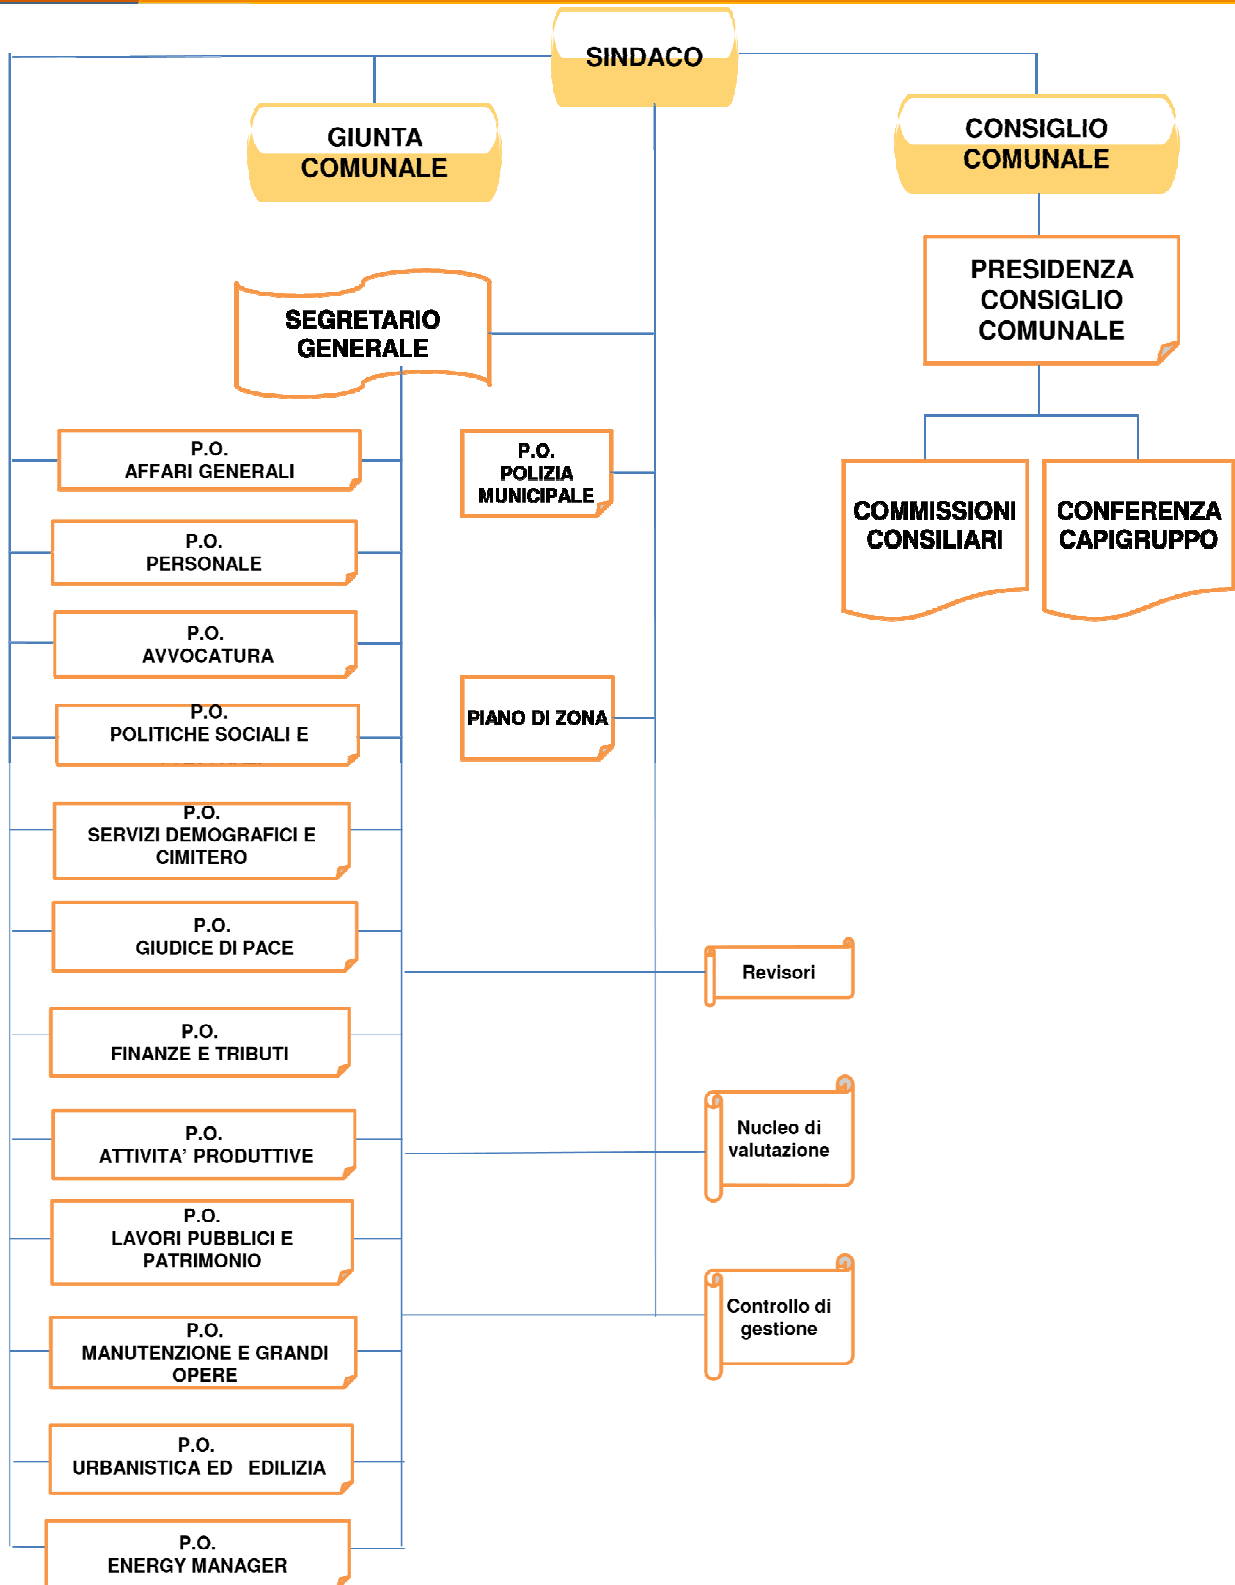 SINDACO
GIUNTA
COMUNALE
CONSIGLIO
COMUNALE
PRESIDENZA
CONSIGLIO
COMUNALE
SEGRETARIO
GENERALE
COMMISSIONI
CONSILIARI
CONFERENZA
CAPIGRUPPO
P.O.
AFFARI GENERALI
P.O.
POLIZIA
MUNICIPALE
P.O.
PERSONALE
P.O.
AVVOCATURA
P.O.
POLITICHE SOCIALI E
PIANO DI ZONA
P.O.
SERVIZI DEMOGRAFICI E
CIMITERO
P.O.
GIUDICE DI PACE
Revisori
P.O.
FINANZE E TRIBUTI
P.O.
ATTIVITA' PRODUTTIVE
Nucleo di
valutazione
P.O.
LAVORI PUBBLICI E
PATRIMONIO
Controllo di
gestione
P.O.
MANUTENZIONE E GRANDI
OPERE
P.O.
URBANISTICA ED   EDILIZIA
P.O.
ENERGY MANAGER